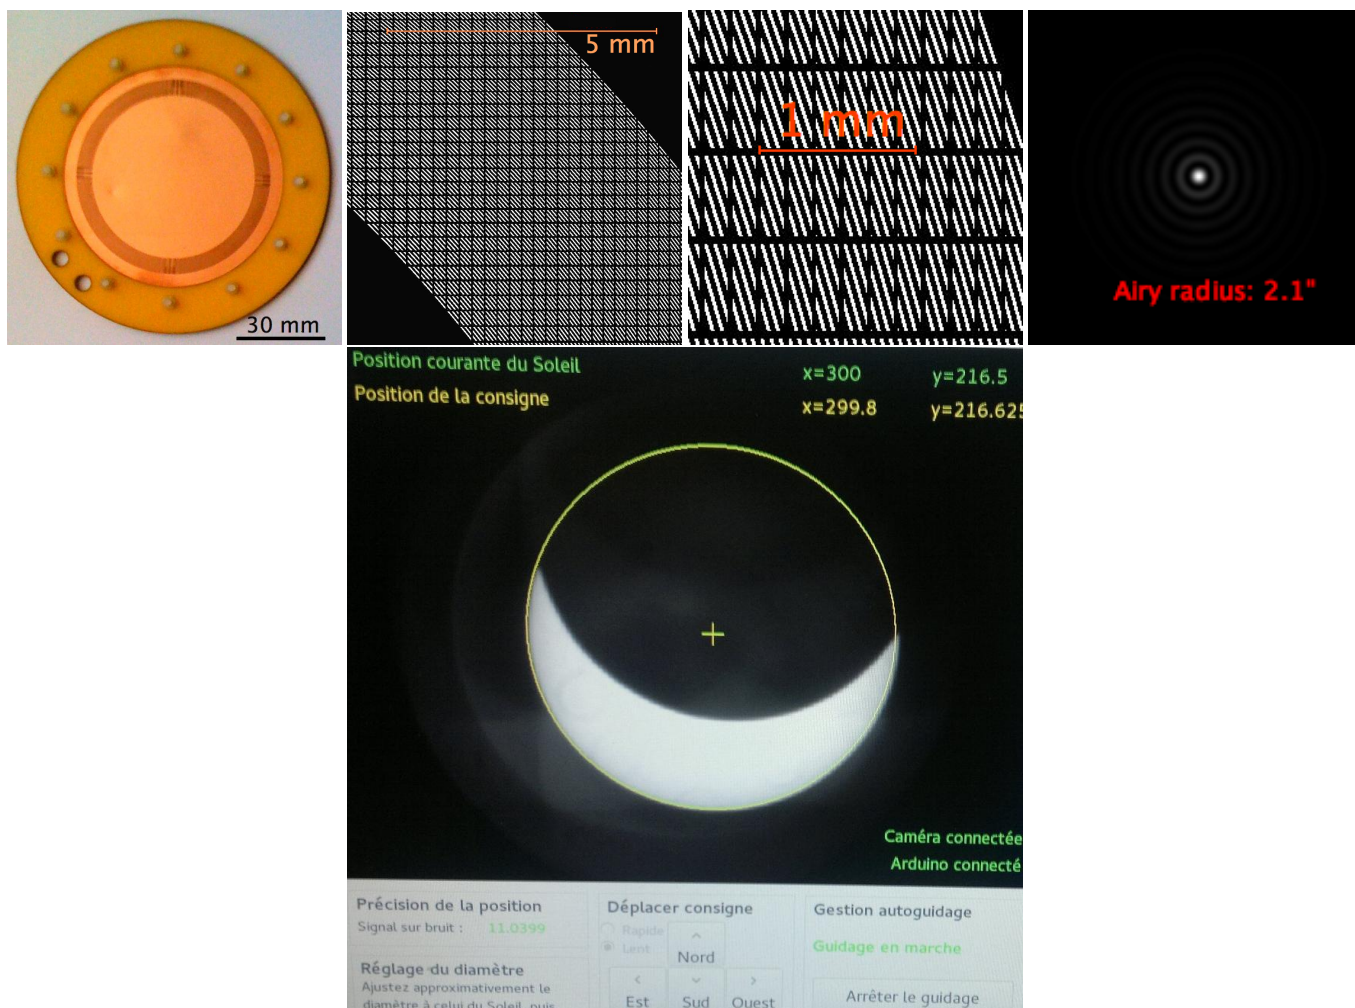 30 mm
5 mm
1 mm
Airy radius: 2.1"
Position courante du Soleil
x=300 y=216.5
Position de la consigne
x=299.8 y=216.625
Caméra connectée
Arduino connecté
Précision de la position
Signal sur bruit : 11.0399
Réglage du diamètre
Ajustez approximativement le
diamètre à celui du Soleil, puis
Déplacer consigne
Rapide
Lent
Nord
Est Sud Ouest
Gestion autoguidage
Guidage en marche
Arrêter le guidage